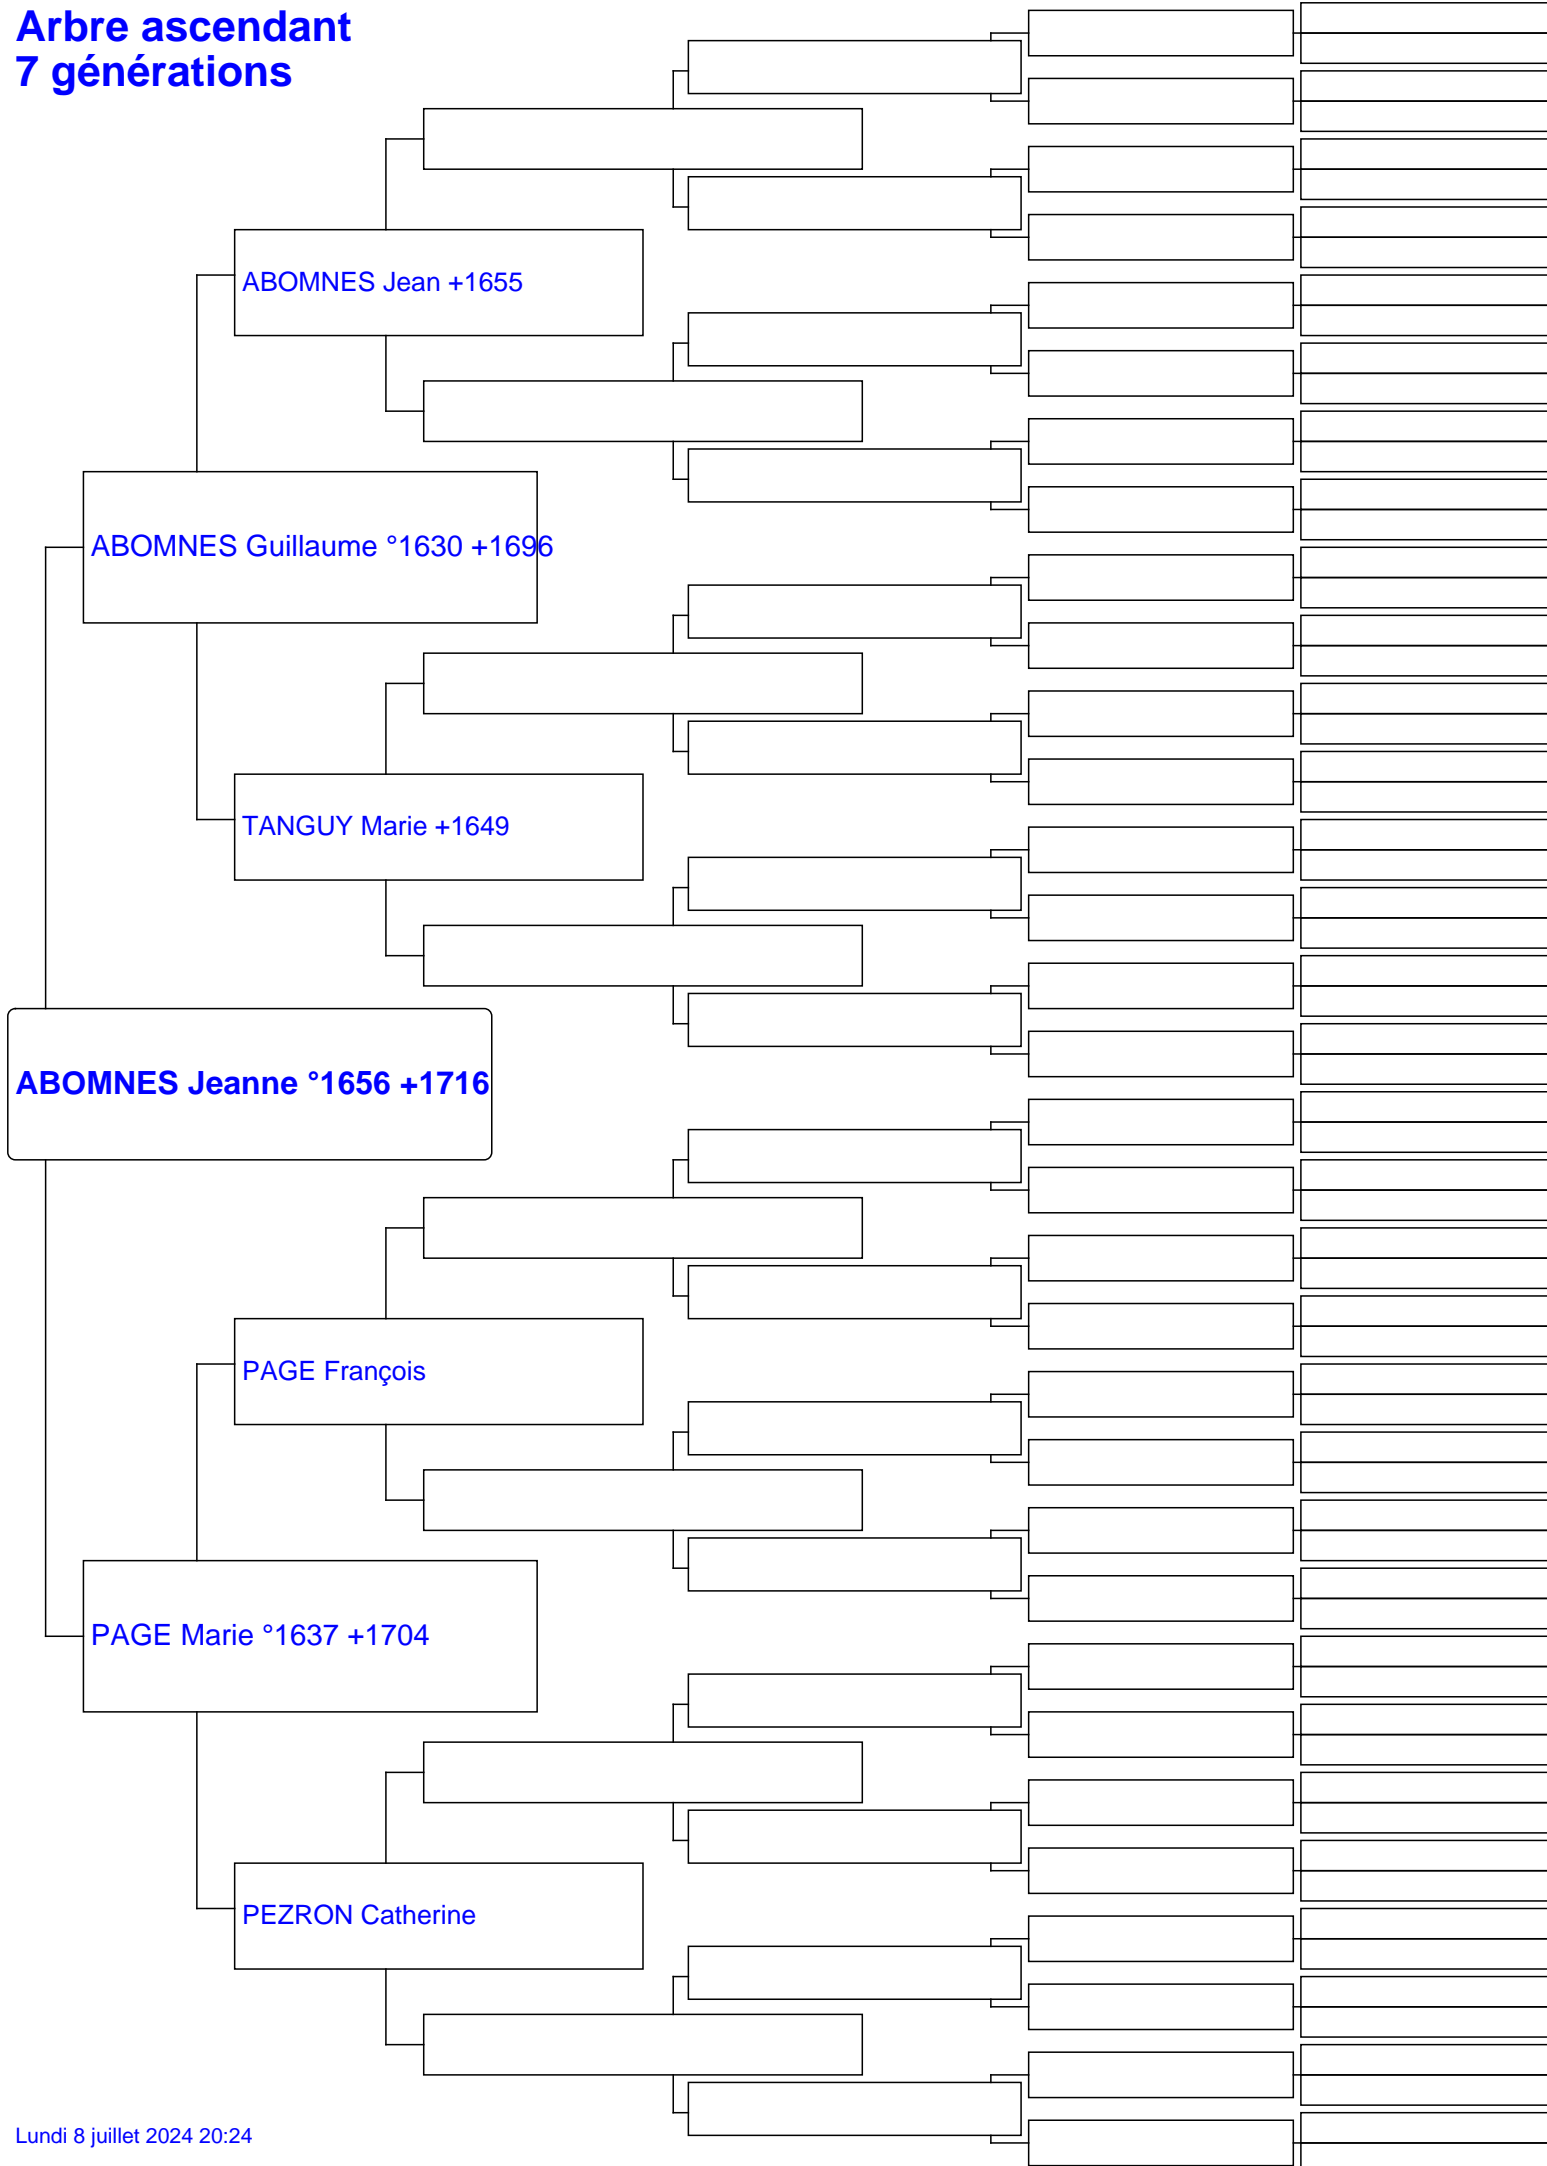 Arbre ascendant
7 générations
ABOMNES Jean +1655
ABOMNES Guillaume °1630 +1696
TANGUY Marie +1649
ABOMNES Jeanne °1656 +1716
PAGE François
PAGE Marie °1637 +1704
PEZRON Catherine
Lundi 8 juillet 2024 20:24